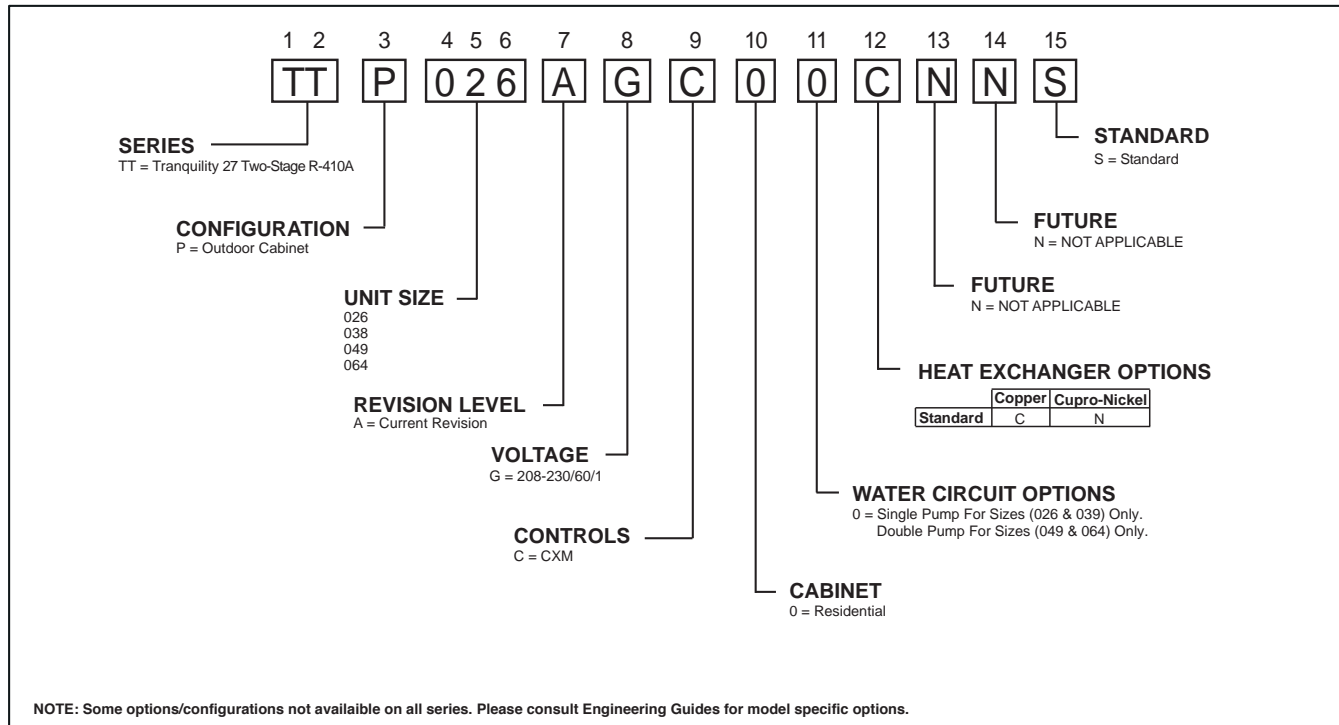 1 2 3 4 5 6 7 8 9 10 11 12 13 14 15
TT P 0 2 6 A G C 0 0 C N N S
SERIES
TT = Tranquility 27 Two-Stage R-410A
STANDARD
S = Standard
CONFIGURATION
P = Outdoor Cabinet
FUTURE
N = NOT APPLICABLE
UNIT SIZE
026
038
049
064
FUTURE
N = NOT APPLICABLE
HEAT EXCHANGER OPTIONS
Copper Cupro-Nickel
Standard C N
REVISION LEVEL
A = Current Revision
VOLTAGE
G = 208-230/60/1
WATER CIRCUIT OPTIONS
0 = Single Pump For Sizes (026 & 039) Only.
Double Pump For Sizes (049 & 064) Only.
CONTROLS
C = CXM
CABINET
0 = Residential
NOTE: Some options/configurations not availaible on all series. Please consult Engineering Guides for model specific options.